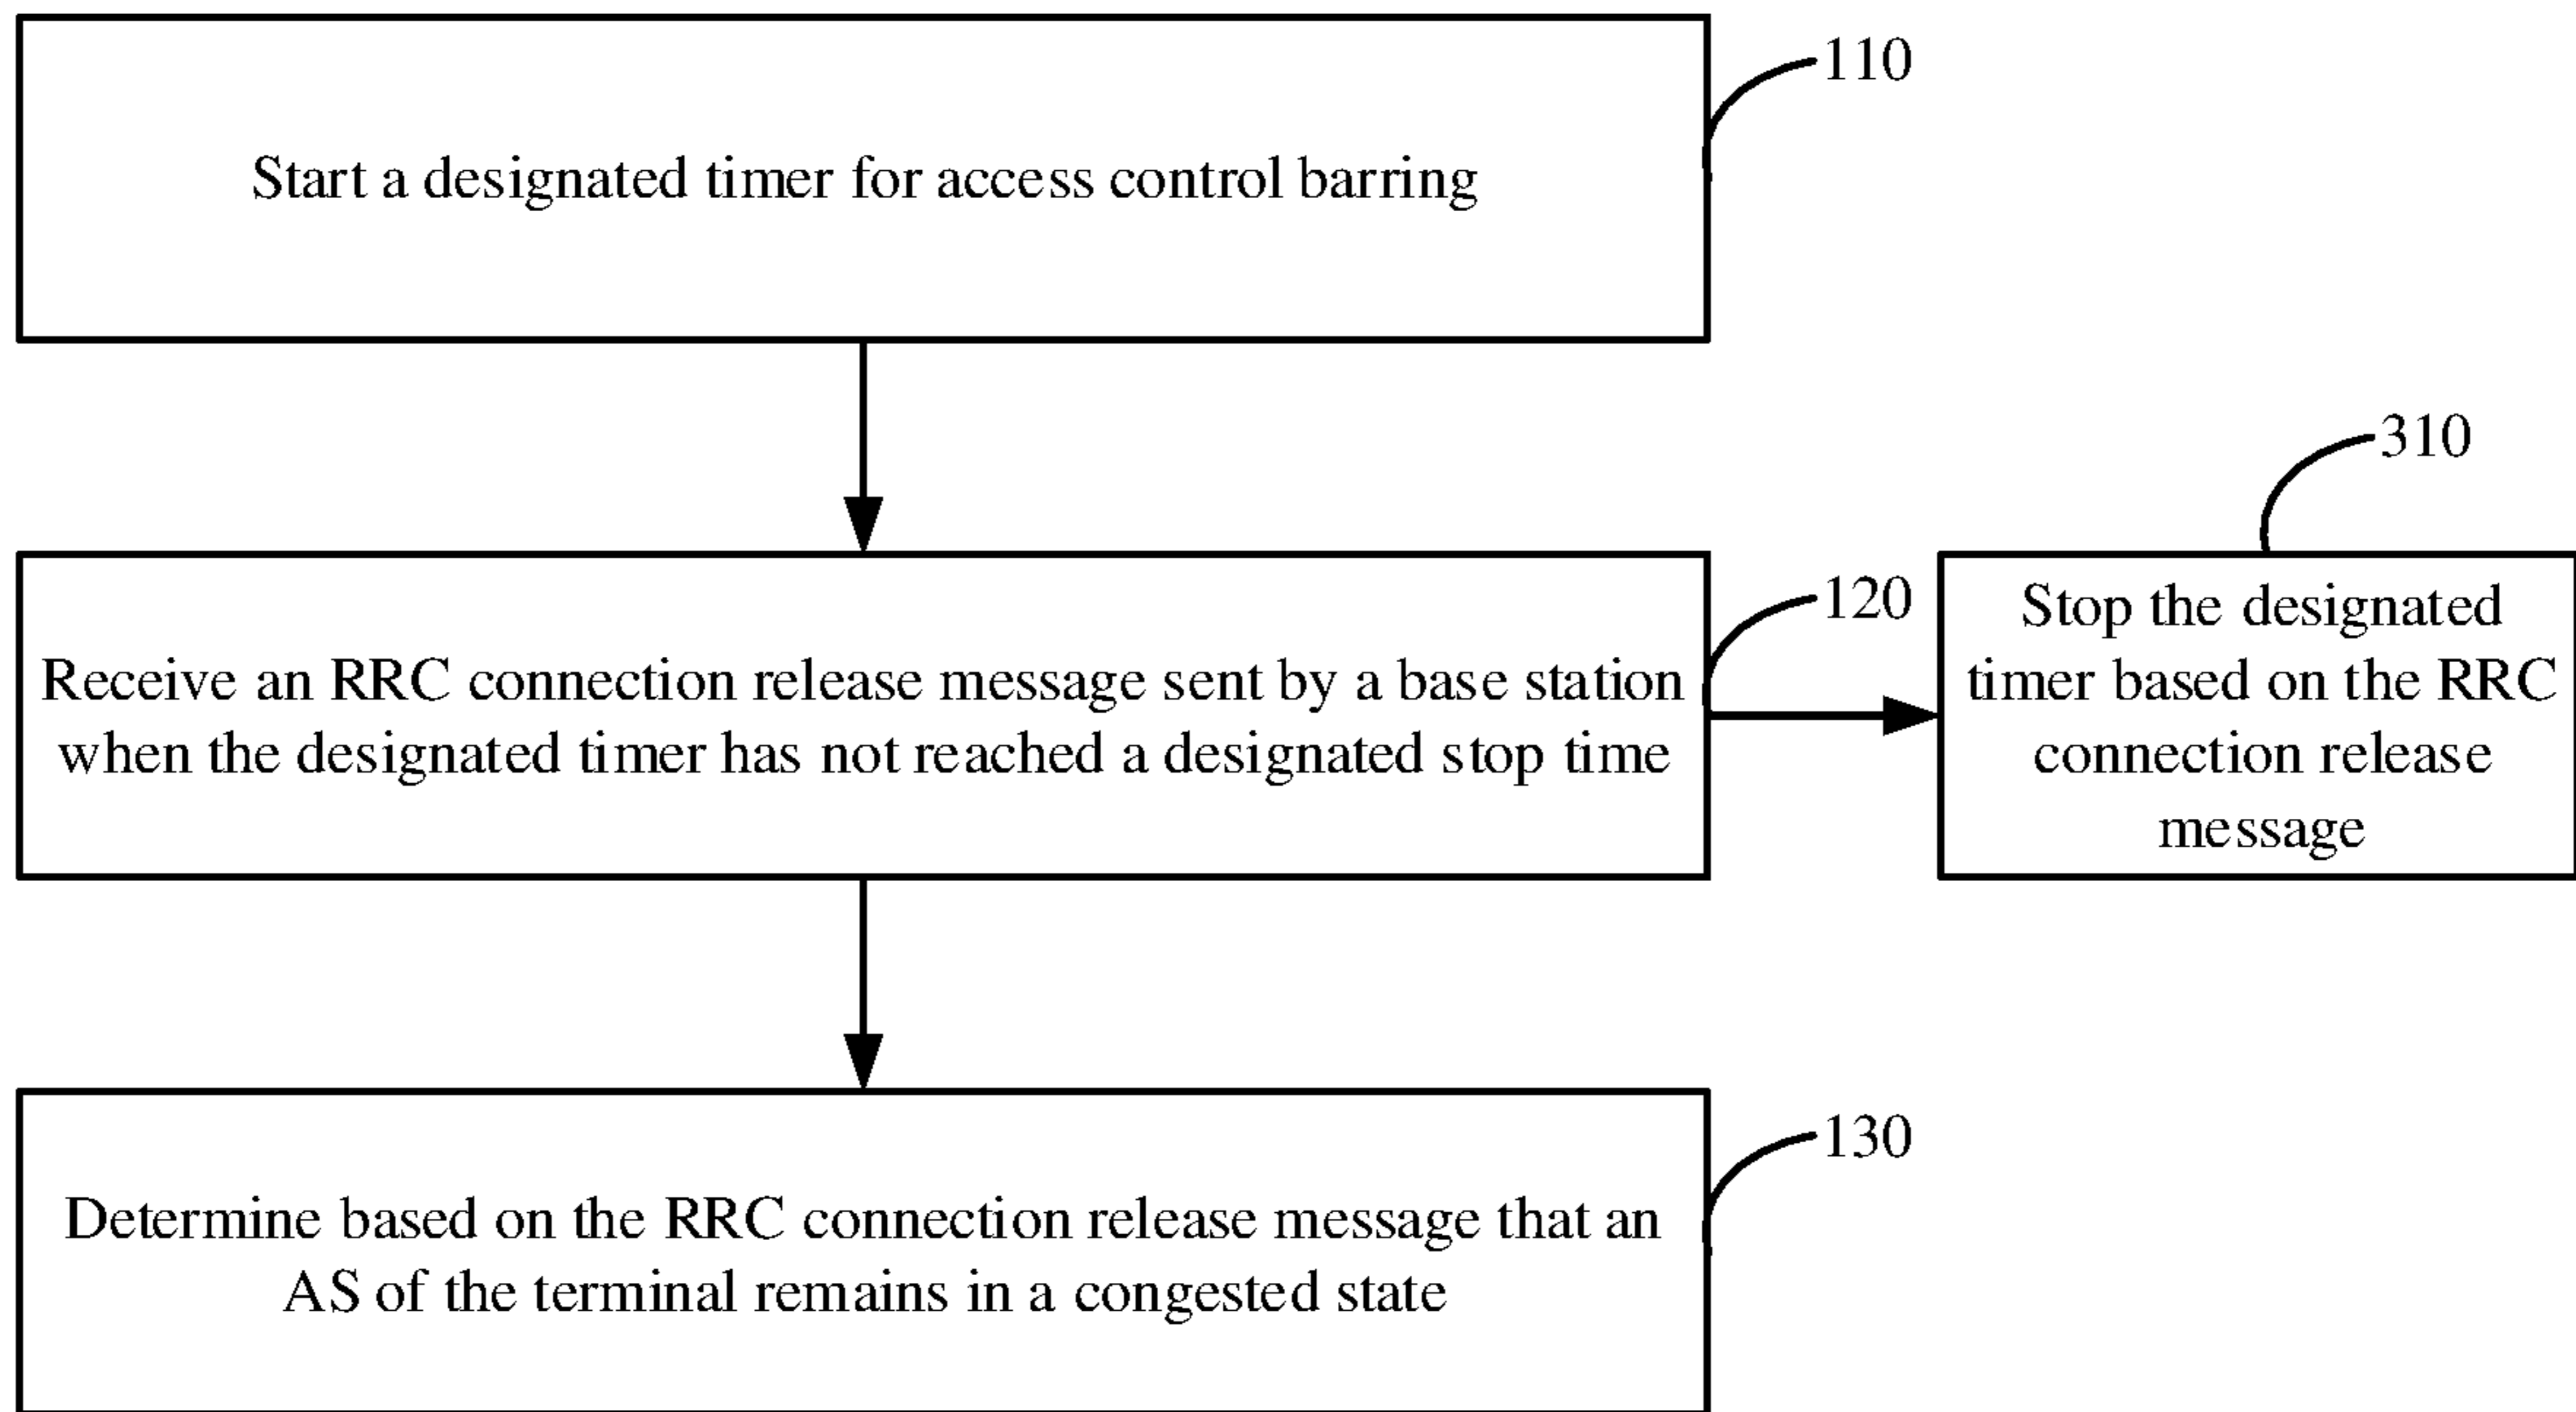 110
Start a designated timer for access control barring
310
120
Receive an RRC connection release message sent by a base station
when the designated timer has not reached a designated stop time
Stop the designated
timer based on the RRC
connection release
message
130
Determine based on the RRC connection release message that an
AS of the terminal remains in a congested state